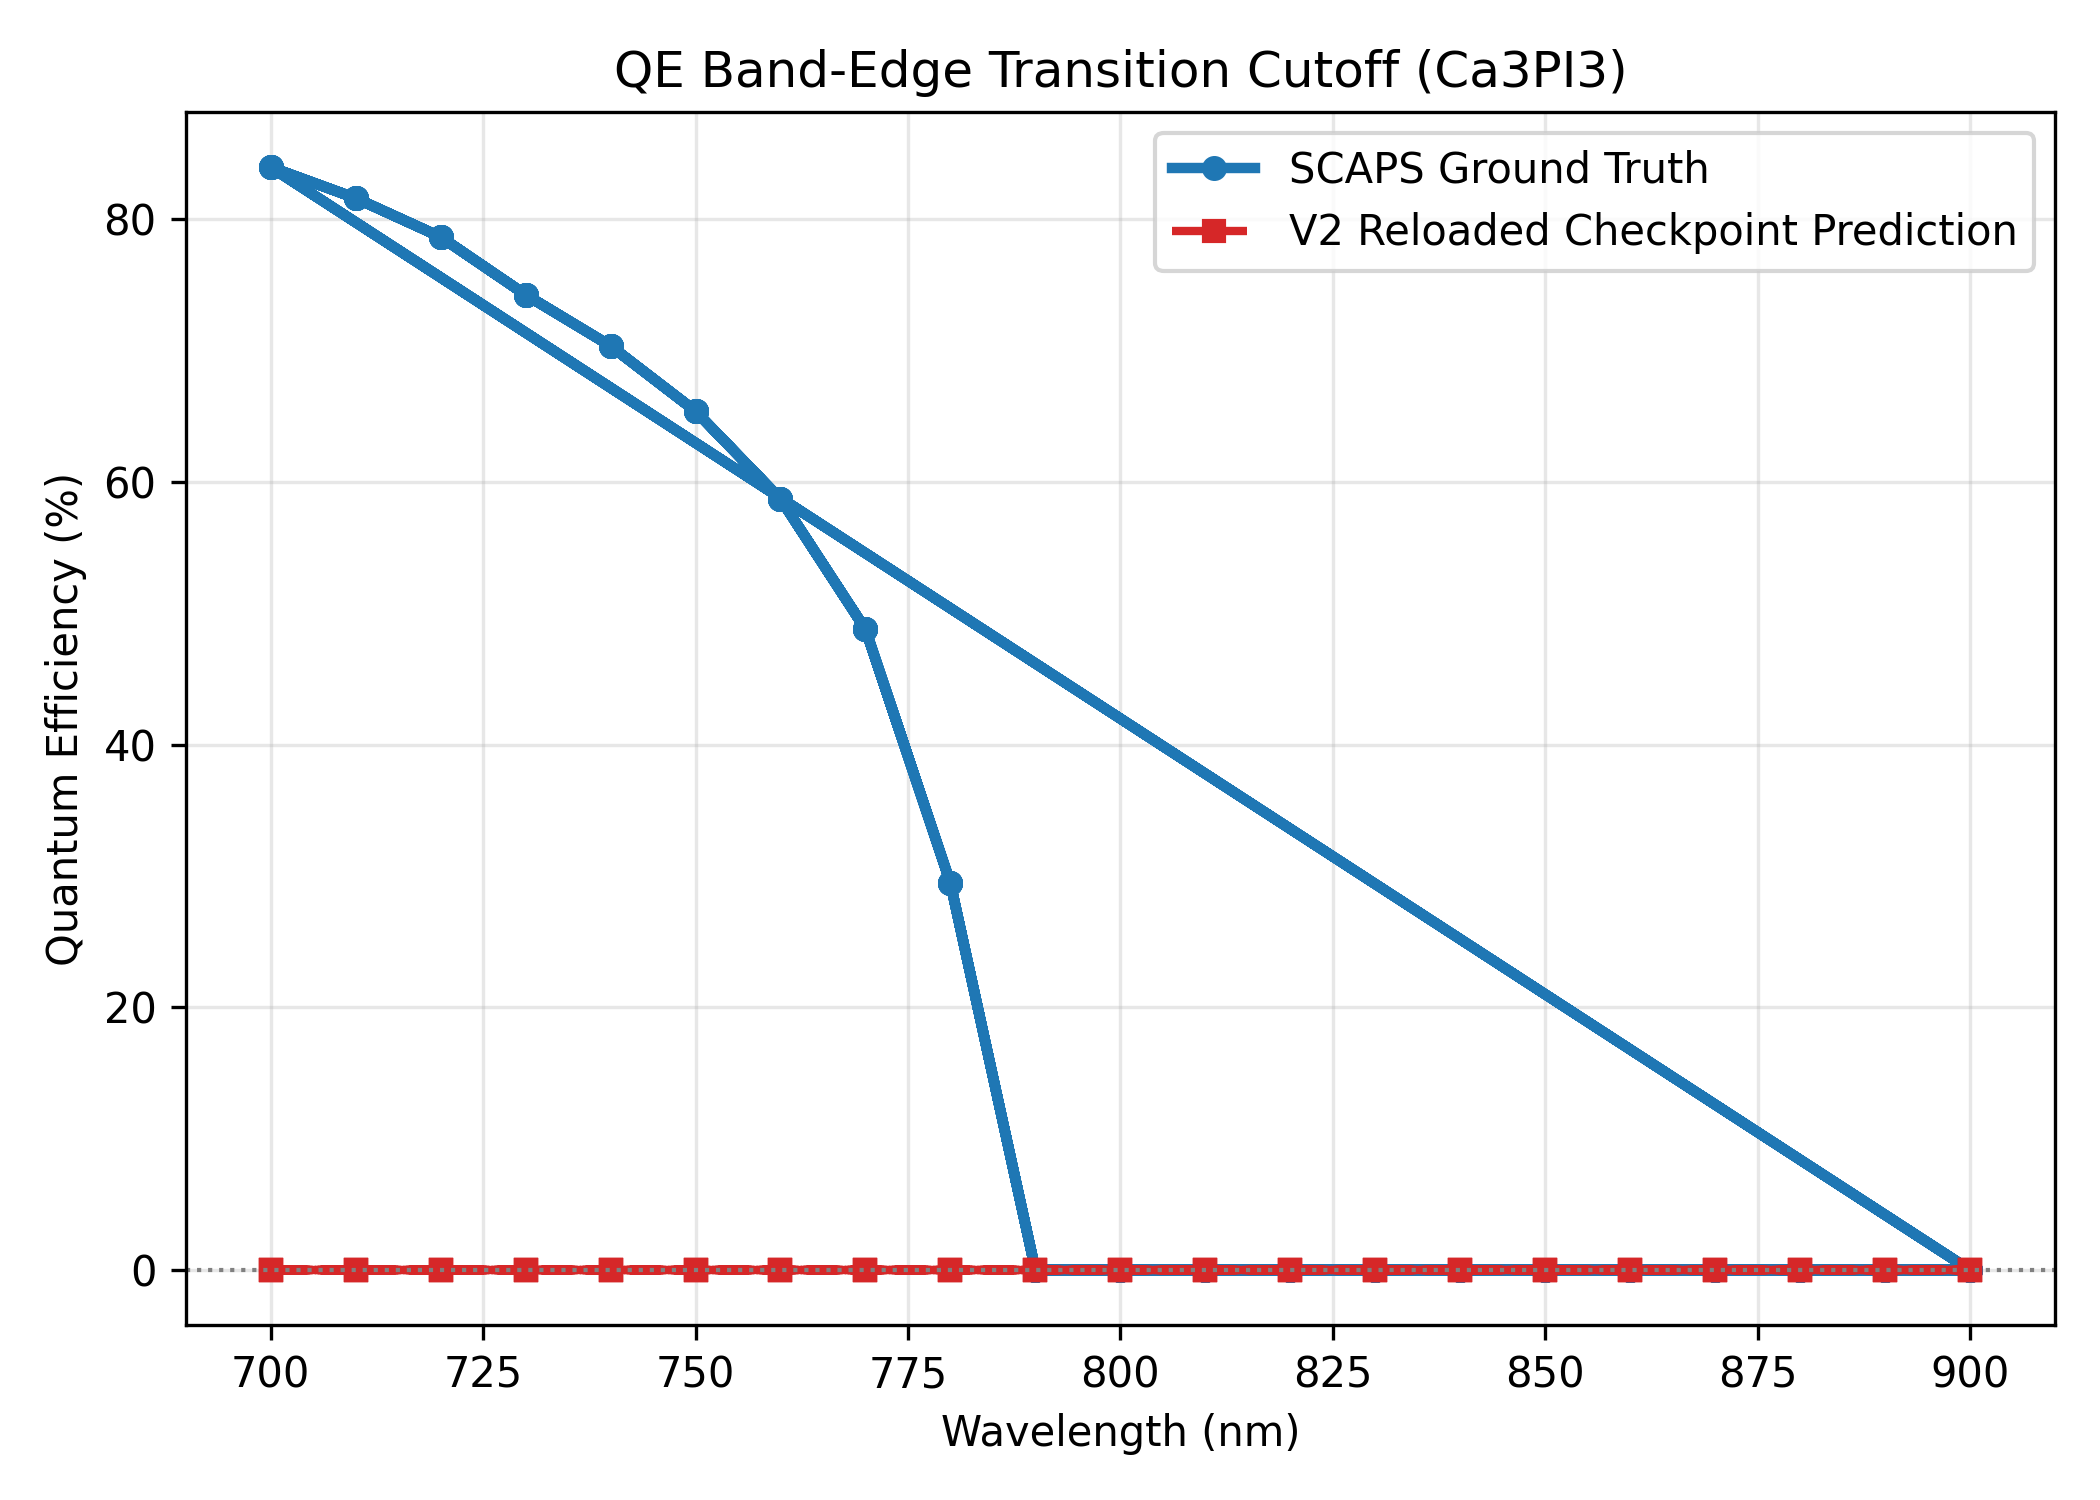 QE Band-Edge Transition Cutoff (Ca3PI3)
SCAPS Ground Truth
V2 Reloaded Checkpoint Prediction
Quantum Efficiency (%)
80
60
40
20
0
700 725 750 775 800 825 850 875 900
Wavelength (nm)